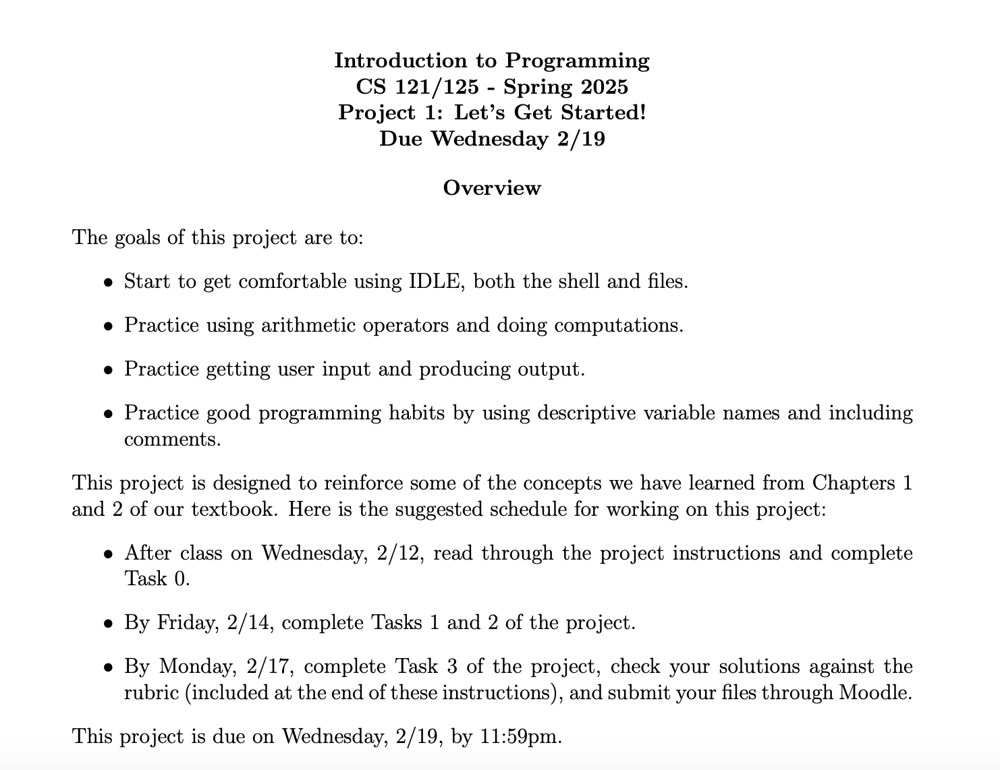 Introduction to Programming
CS 121/125 - Spring 2025
Project 1: Let's Get Started!
Due Wednesday 2/19
Overview
The goals of this project are to:
• Start to get comfortable using IDLE, both the shell and files.
• Practice using arithmetic operators and doing computations.
• Practice getting user input and producing output.
• Practice good programming habits by using descriptive variable names and including
comments.
This project is designed to reinforce some of the concepts we have learned from Chapters 1
and 2 of our textbook. Here is the suggested schedule for working on this project:
• After class on Wednesday, 2/12, read through the project instructions and complete
Task 0.
• By Friday, 2/14, complete Tasks 1 and 2 of the project.
• By Monday, 2/17, complete Task 3 of the project, check your solutions against the
rubric (included at the end of these instructions), and submit your files through Moodle.
This project is due on Wednesday, 2/19, by 11:59pm.